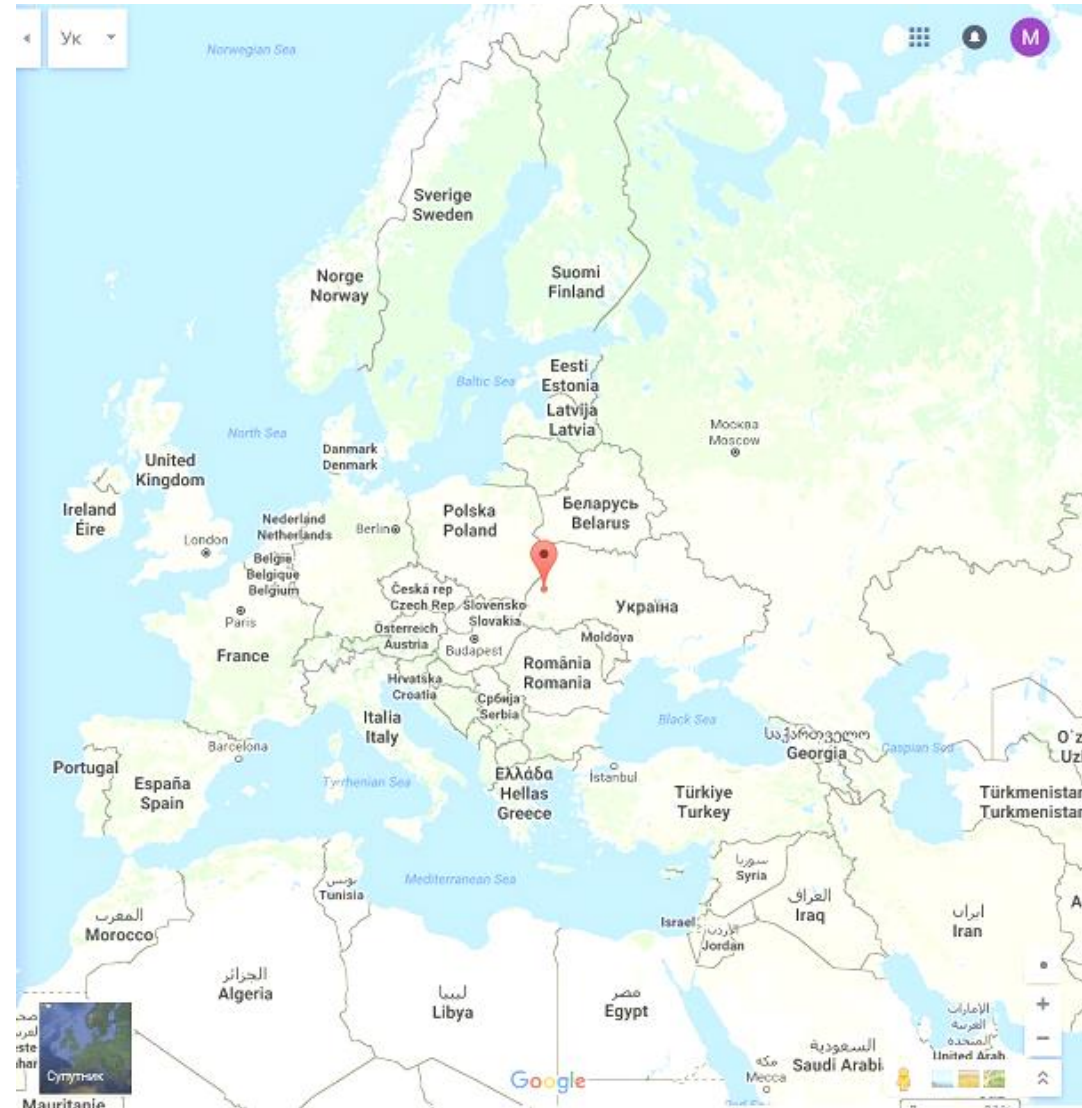 Ук
Norwegian Sea
M
Sverige
Sweden
Norge
Norway
Suomi
Finland
Eesti
Estonia
Baltic Sea
Latvija
Latvia
North Sea
Москва
Moscow
Danmark
Denmark
United
Kingdom
Ireland
Éire
Polska
Poland
Беларусь
Belarus
Nederland
Netherlands
Berlin
London
België
Belgique
Belgium
Česká rep
Czech Rep
Slovensko
Slovakia
Україна
Paris
Österreich
Austria
Budapest
Moldova
France
România
Romania
Hrvatska
Croatia
Србија
Serbia
Italia
Italy
Black Sea
საქართველო
Georgia
Caspian Sea
Barcelona
Portugal
España
Spain
Tyrrhenian Sea
Ελλάδα
Hellas
Greece
İstanbul
Türkiye
Turkey
Türkmenistan
Turkmenistan
سوريا
Syria
تونس
Tunisia
Mediterranean Sea
العراق
Iraq
المغرب
Morocco
Israel
الأردن
Jordan
ایران
Iran
الجزائر
Algeria
ليبيا
Libya
مصر
Egypt
الإمارات
العربية
المتحدة
United Arab
السعودية
Saudi Arabi
مكة
Mecca
Супутник
Google
Mauritanie